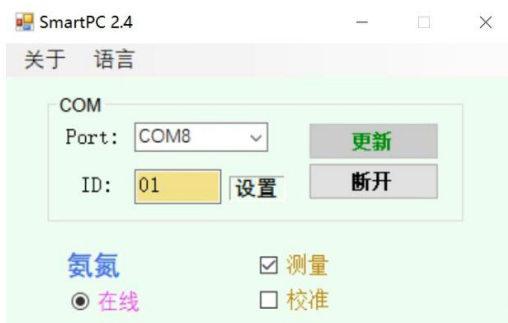 SmartPC 2.4
关于 语言
COM
Port: COM8 更新
ID: 01 设置 断开
氨氮 测量
在线 校准